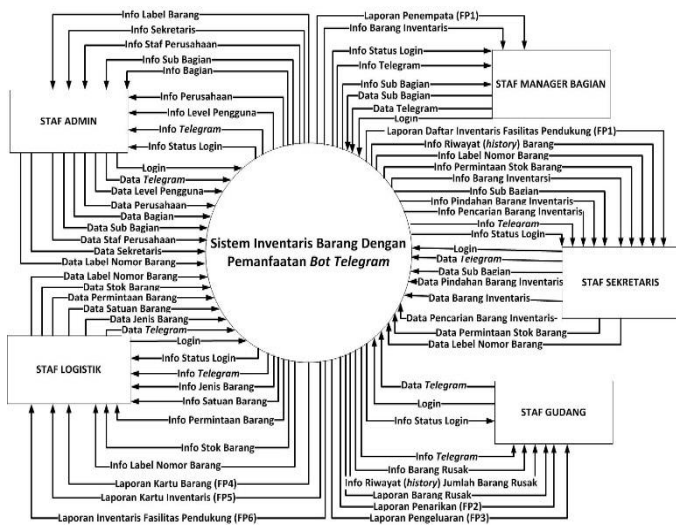 Info Label Barang
Info Sekretaris
Info Staf Perusahaan
Info Sub Bagian
Info Bagian
STAF ADMIN
Info Perusahaan
Info Level Pengguna
Info Telegram
Info Status Login
Login
Data Telegram
Data Level Pengguna
Data Perusahaan
Data Bagian
Data Sub Bagian
Data Staf Perusahaan
Data Sekretaris
Data Label Nomor Barang
Laporan Penempata (FP1)
Info Barang Inventaris
Info Status Login
Info Telegram
Info Sub Bagian
Data Sub Bagian
Data Telegram
Login
STAF MANAGER BAGIAN
Laporan Daftar Inventaris Fasilitas Pendukung (FP1)
Info Riwayat (history) Barang
Info Label Nomor Barang
Info Permintaan Stok Barang
Info Barang Inventarsi
Info Sub Bagian
Info Pindahan Barang Inventaris
Info Pencarian Barang Inventaris
Info Telegram
Info Status Login
Login
Data Telegram
Data Sub Bagian
Data Pindahan Barang Inventaris
Data Barang Inventaris
Data Pencarian Barang Inventaris
Data Permintaan Stok Barang
Data Lebel Nomor Barang
STAF SEKRETARIS
Sistem Inventaris Barang Dengan
Pemanfaatan Bot Telegram
Data Label Nomor Barang
Data Stok Barang
Data Permintaan Barang
Data Satuan Barang
Data Jenis Barang
Data Telegram
Login
STAF LOGISTIK
Info Status Login
Info Telegram
Info Jenis Barang
Info Satuan Barang
Info Permintaan Barang
Info Stok Barang
Info Label Nomor Barang
Laporan Kartu Barang (FP4)
Laporan Kartu Inventaris (FP5)
Laporan Inventaris Fasilitas Pendukung (FP6)
Data Telegram
Login
Info Status Login
STAF GUDANG
Info Telegram
Info Barang Rusak
Info Riwayat (history) Jumlah Barang Rusak
Laporan Barang Rusak
Laporan Penarikan (FP2)
Laporan Pengeluaran (FP3)